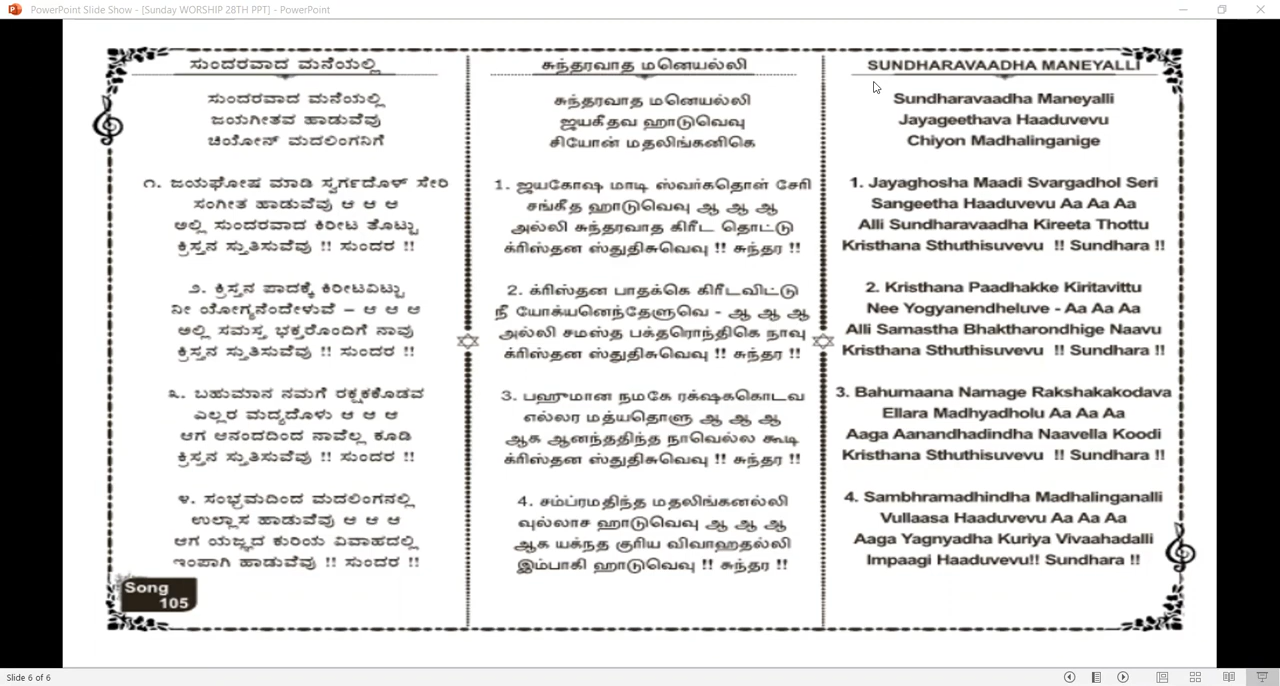 PowerPoint Slide Show - [Sunday WORSHIP 28TH PPT] - PowerPoint
ಸುಂದರವಾದ ಮನೆಯಲ್ಲಿ
ಸುಂದರವಾದ ಮನೆಯಲ್ಲಿ
ಜಯಗೀತವ ಹಾಡುವೆವು
ಚಿಯೋನ್ ಮದಲಿಂಗನಿಗೆ
೧. ಜಯಘೋಷ ಮಾಡಿ ಸ್ವರ್ಗದೊಳ್ ಸೇರಿ
ಸಂಗೀತ ಹಾಡುವೆವು ಆ ಆ ಆ
ಅಲ್ಲಿ ಸುಂದರವಾದ ಕಿರೀಟ ತೊಟ್ಟು
ಕ್ರಿಸ್ತನ ಸ್ತುತಿಸುವೆವು !! ಸುಂದರ !!
೨. ಕ್ರಿಸ್ತನ ಪಾದಕ್ಕೆ ಕಿರೀಟವಿಟ್ಟು
ನೀ ಯೋಗ್ಯನೆಂದೇಳುವೆ – ಆ ಆ ಆ
ಅಲ್ಲಿ ಸಮಸ್ತ ಭಕ್ತರೊಂದಿಗೆ ನಾವು
ಕ್ರಿಸ್ತನ ಸ್ತುತಿಸುವೆವು !! ಸುಂದರ !!
೩. ಬಹುಮಾನ ನಮಗೆ ರಕ್ಷಕಕೊಡವ
ಎಲ್ಲರ ಮಧ್ಯದೊಳು ಆ ಆ ಆ
ಆಗ ಆನಂದದಿಂದ ನಾವೆಲ್ಲ ಕೂಡಿ
ಕ್ರಿಸ್ತನ ಸ್ತುತಿಸುವೆವು !! ಸುಂದರ !!
೪. ಸಂಭ್ರಮದಿಂದ ಮದಲಿಂಗನಲ್ಲಿ
ಉಲ್ಲಾಸ ಹಾಡುವೆವು ಆ ಆ ಆ
ಆಗ ಯಜ್ಞದ ಕುರಿಯ ವಿವಾಹದಲ್ಲಿ
ಇಂಪಾಗಿ ಹಾಡುವೆವು !! ಸುಂದರ !!
Song
105
சுந்தரவாத மனெயல்லி
சுந்தரவாத மனெயல்லி
ஜயகீதவ ஹாடுவெவு
சியோன் மதலிங்கனிகெ
1. ஜயகோஷ மாடி ஸ்வர்கதொள் சேரி
சங்கீத ஹாடுவெவு ஆ ஆ ஆ
அல்லி சுந்தரவாத கிரீட தொட்டு
க்ரிஸ்தன ஸ்துதிசுவெவு !! சுந்தர !!
2. க்ரிஸ்தன பாதக்கெ கிரீடவிட்டு
நீ யோக்யனெந்தேளுவெ - ஆ ஆ ஆ
அல்லி சமஸ்த பக்தரொந்திகெ நாவு
க்ரிஸ்தன ஸ்துதிசுவெவு !! சுந்தர !!
3. பஹுமான நமகே ரக்ஷககொடவ
எல்லர மத்யதொளு ஆ ஆ ஆ
ஆக ஆனந்ததிந்த நாவெல்ல கூடி
க்ரிஸ்தன ஸ்துதிசுவெவு !! சுந்தர !!
4. சம்ப்ரமதிந்த மதலிங்கனல்லி
வுல்லாச ஹாடுவெவு ஆ ஆ ஆ
ஆக யக்நத குரிய விவாஹதல்லி
இம்பாகி ஹாடுவெவு !! சுந்தர !!
SUNDHARAVAADHA MANEYALLI
Sundharavaadha Maneyalli
Jayageethava Haaduvevu
Chiyon Madhalinganige
1. Jayaghosha Maadi Svargadhol Seri
Sangeetha Haaduvevu Aa Aa Aa
Alli Sundharavaadha Kireeta Thottu
Kristhana Sthuthisuvevu !! Sundhara !!
2. Kristhana Paadhakke Kiritavittu
Nee Yogyanendheluve - Aa Aa Aa
Alli Samastha Bhaktharondhige Naavu
Kristhana Sthuthisuvevu !! Sundhara !!
3. Bahumaana Namage Rakshakakodava
Ellara Madhyadholu Aa Aa Aa
Aaga Aanandhadindha Naavella Koodi
Kristhana Sthuthisuvevu !! Sundhara !!
4. Sambhramadhindha Madhalinganalli
Vullaasa Haaduvevu Aa Aa Aa
Aaga Yagnyadha Kuriya Vivaahadalli
Impaagi Haaduvevu!! Sundhara !!
Slide 6 of 6